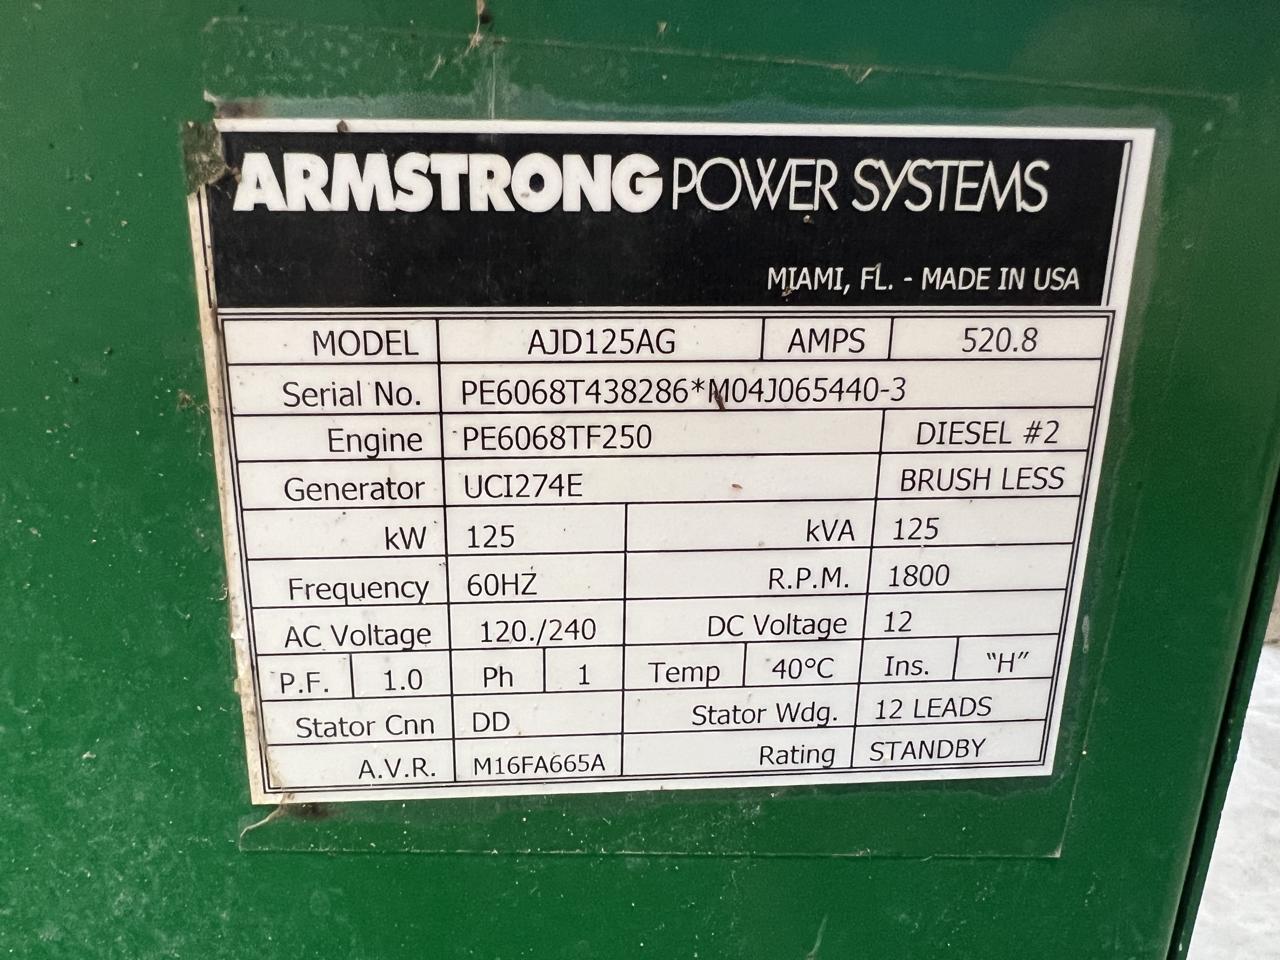 ARMSTRONG POWER SYSTEMS
MIAMI, FL. - MADE IN USA
MODEL AJD125AG AMPS 520.8
Serial No. PE6068T438286*M04J065440-3
Engine PE6068TF250 DIESEL #2
Generator UCI274E BRUSH LESS
kW 125 kVA 125
Frequency 60HZ R.P.M. 1800
AC Voltage 120./240 DC Voltage 12
P.F. 1.0 Ph 1 Temp 40°C Ins. “H”
Stator Cnn DD Stator Wdg. 12 LEADS
A.V.R. M16FA665A Rating STANDBY